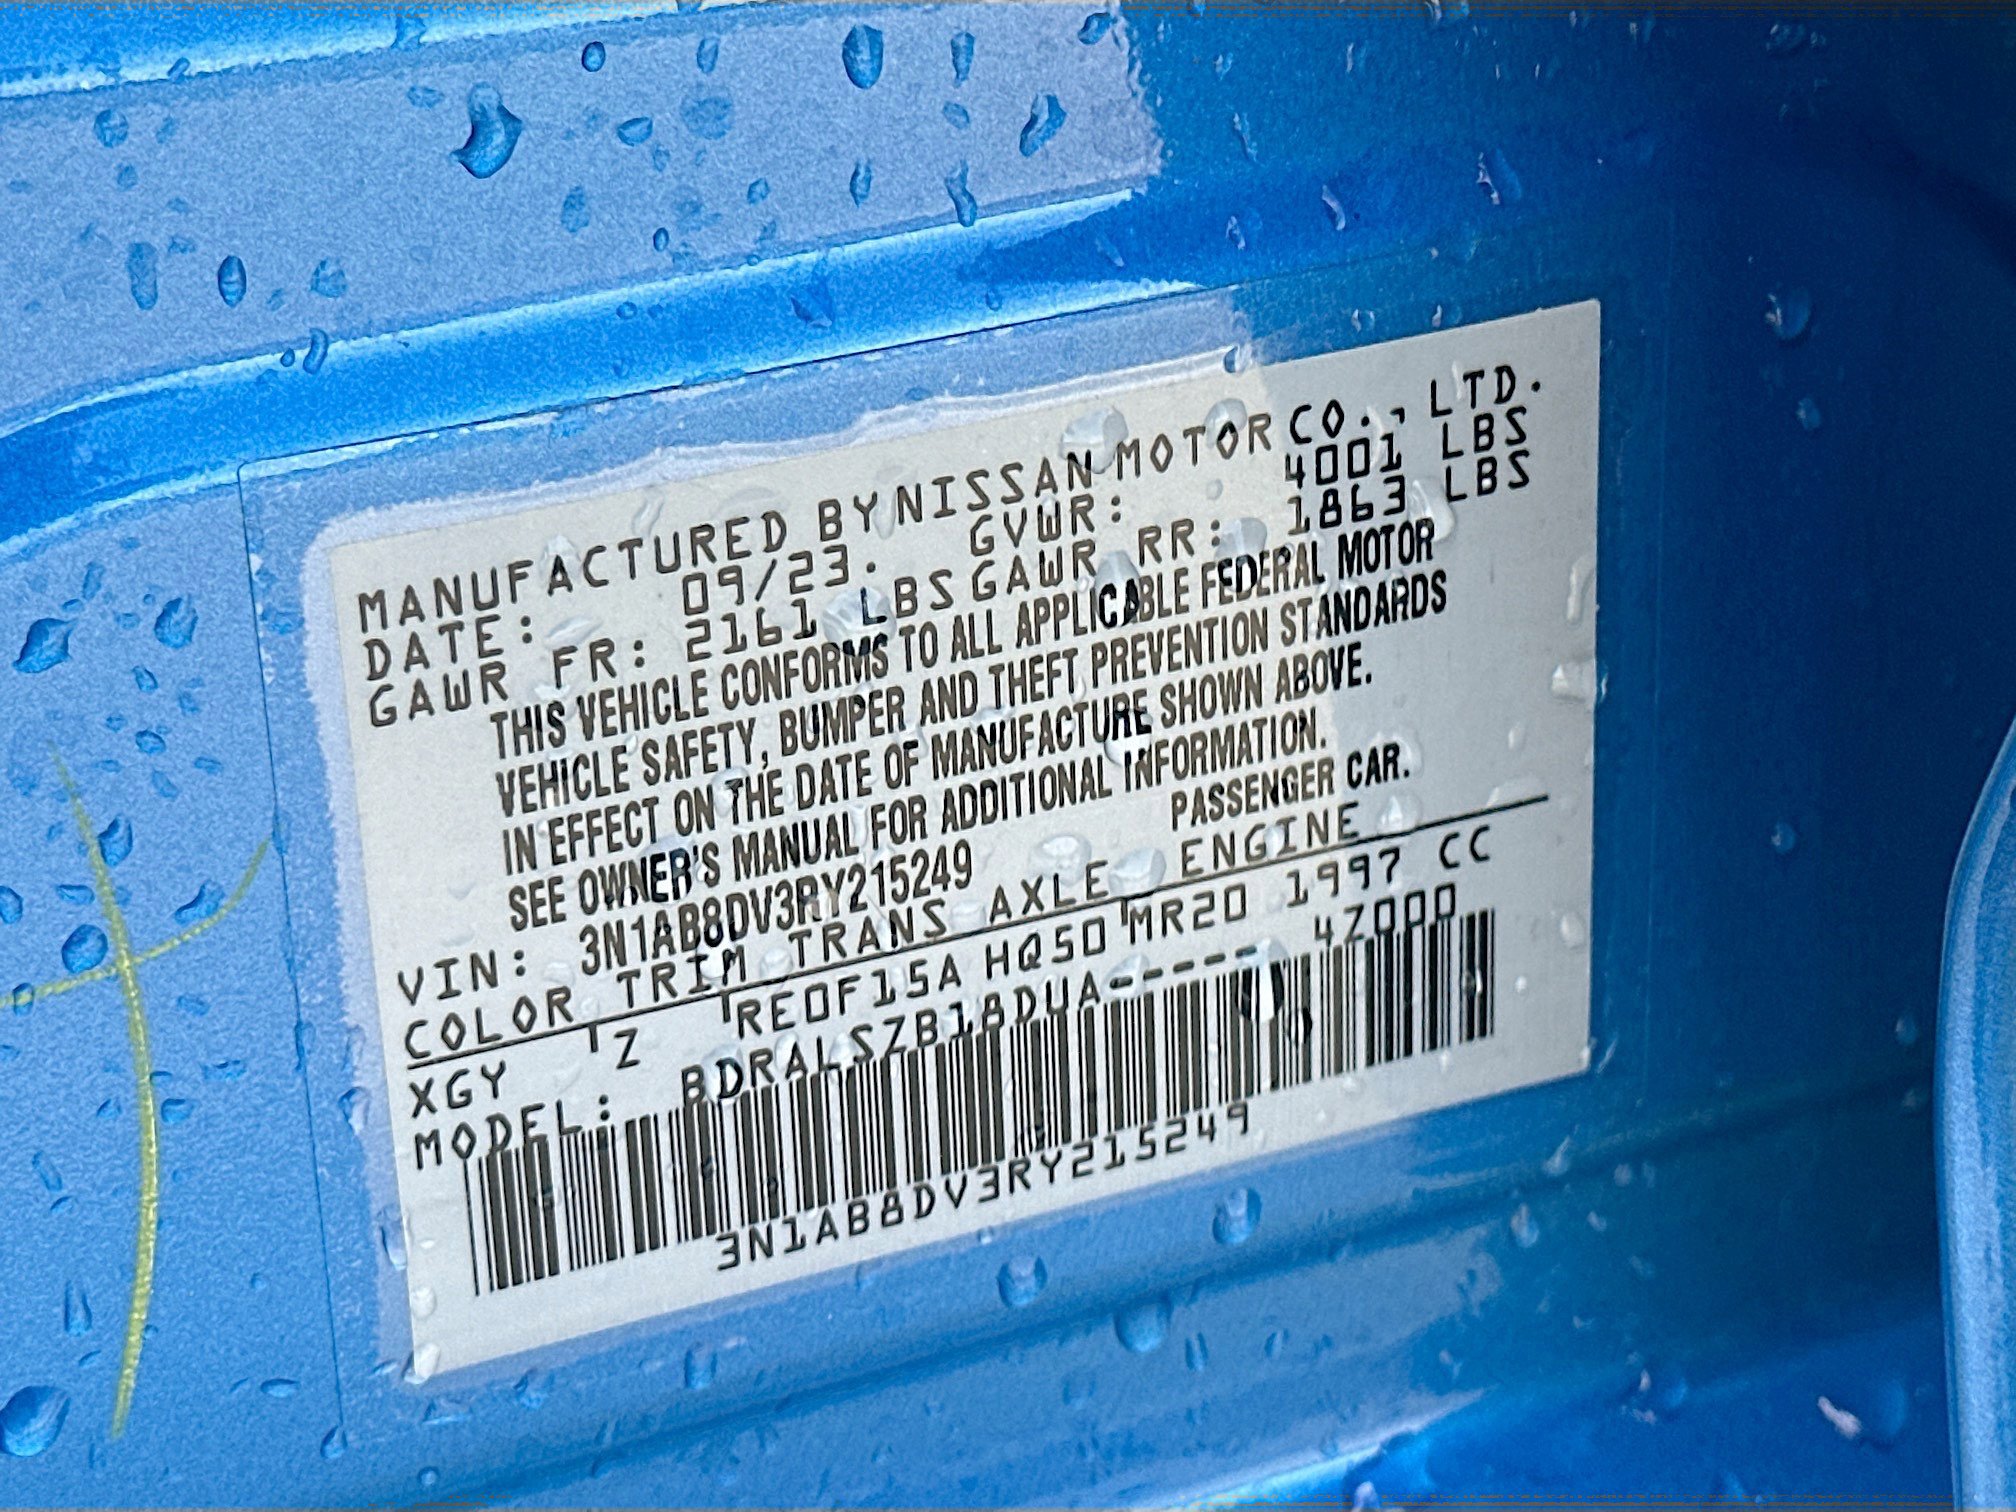 MANUFACTURED BY NISSAN MOTOR CO., LTD.
DATE: 09/23. GVWR: 4001 LBS
GAWR FR: 2161 LBS GAWR RR: 1863 LBS
THIS VEHICLE CONFORMS TO ALL APPLICABLE FEDERAL MOTOR
VEHICLE SAFETY, BUMPER AND THEFT PREVENTION STANDARDS
IN EFFECT ON THE DATE OF MANUFACTURE SHOWN ABOVE.
SEE OWNER'S MANUAL FOR ADDITIONAL INFORMATION.
VIN: 3N1AB8DV3RY215249 PASSENGER CAR.
COLOR TRIM TRANS AXLE ENGINE
XGY Z RE0F15A HQ50 MR20 1997 CC
MODEL: BDRALSZB18DUA----- 4Z000
3N1AB8DV3RY215249